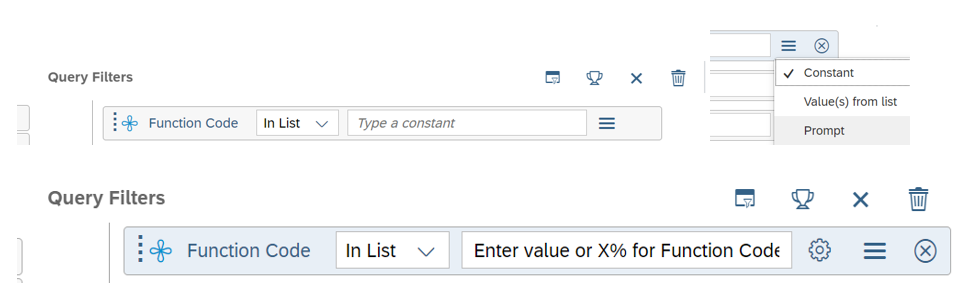 Query Filters
Function Code In List Type a constant
Constant
Value(s) from list
Prompt
Query Filters
Function Code In List Enter value or X% for Function Code